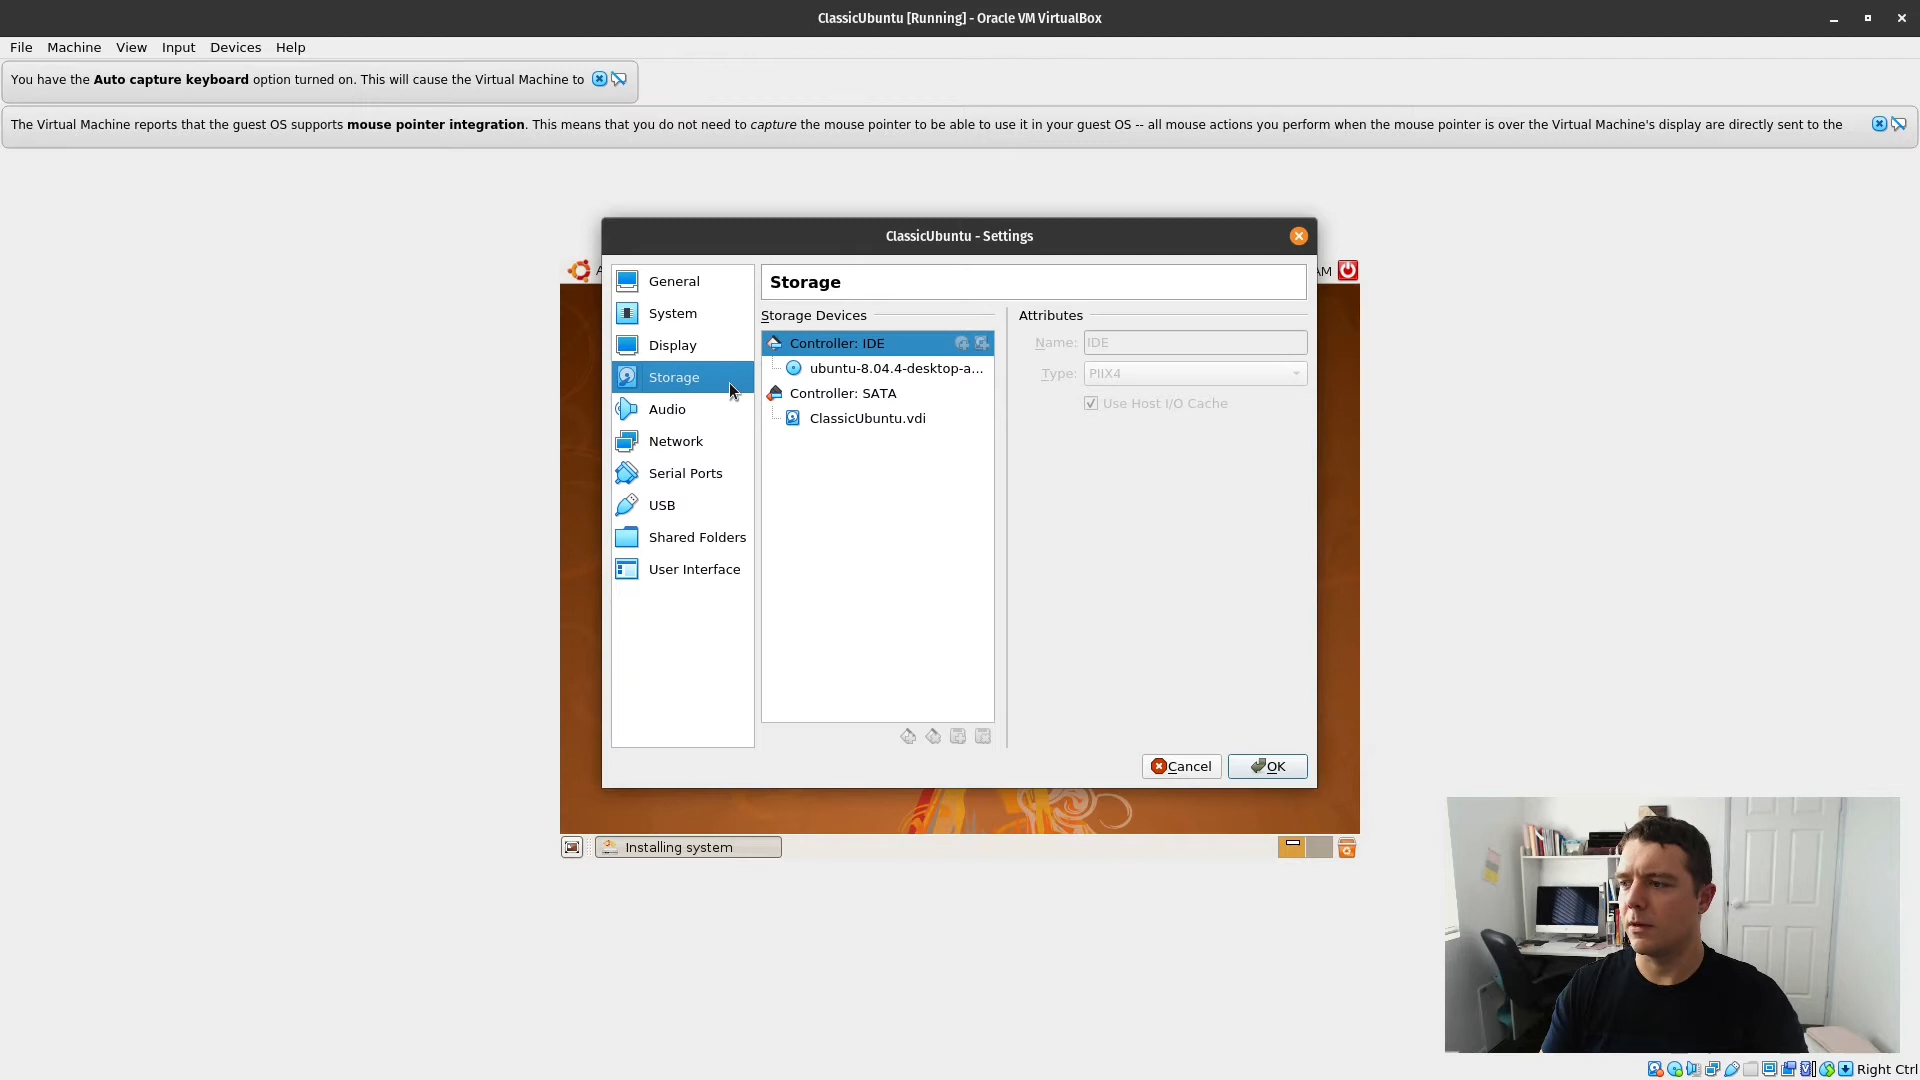 ClassicUbuntu [Running] - Oracle VM VirtualBox
File Machine View Input Devices Help
You have the Auto capture keyboard option turned on. This will cause the Virtual Machine to
The Virtual Machine reports that the guest OS supports mouse pointer integration. This means that you do not need to capture the mouse pointer to be able to use it in your guest OS -- all mouse actions you perform when the mouse pointer is over the Virtual Machine's display are directly sent to the
ClassicUbuntu - Settings
AM
General
System
Display
Storage
Audio
Network
Serial Ports
USB
Shared Folders
User Interface
Storage
Storage Devices
Controller: IDE
ubuntu-8.04.4-desktop-a...
Controller: SATA
ClassicUbuntu.vdi
Attributes
Name: IDE
Type: PIIX4
Use Host I/O Cache
Cancel OK
Installing system
Right Ctrl